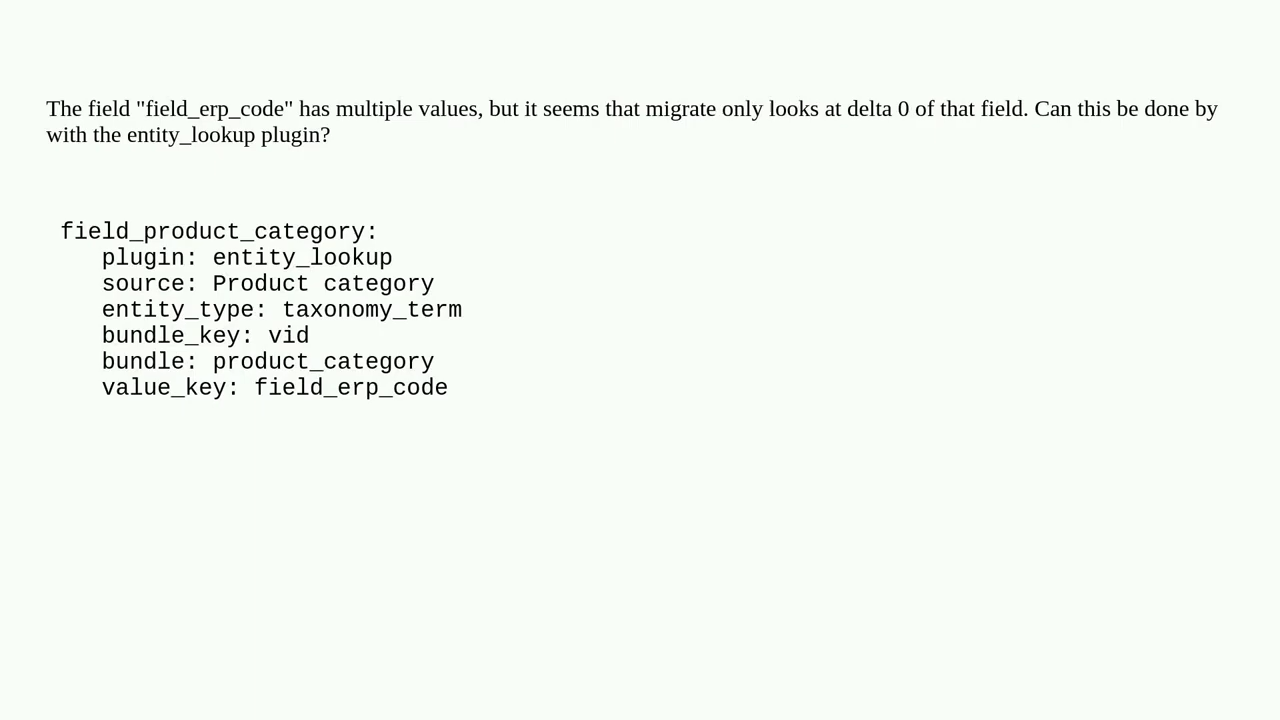 The field "field_erp_code" has multiple values, but it seems that migrate only looks at delta 0 of that field. Can this be done by
with the entity_lookup plugin?
field_product_category:
plugin: entity_lookup
source: Product category
entity_type: taxonomy_term
bundle_key: vid
bundle: product_category
value_key: field_erp_code